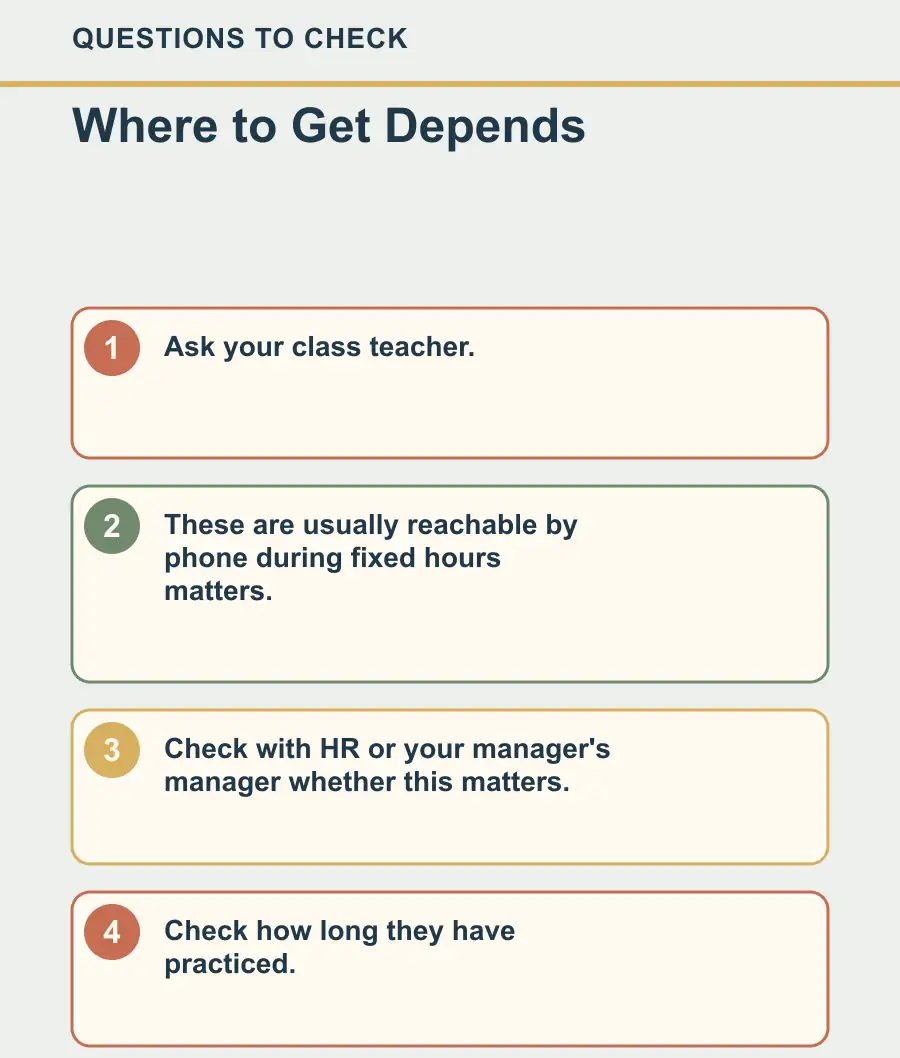 QUESTIONS TO CHECK
Where to Get Depends
1
Ask your class teacher.
2
These are usually reachable by
phone during fixed hours
matters.
3
Check with HR or your manager's
manager whether this matters.
4
Check how long they have
practiced.